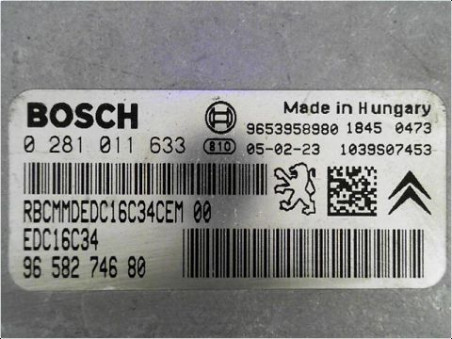 BOSCH
Made in Hungary
9653958980 1845 0473
0 281 011 633 810 05-02-23 1039S07453
RBCMMDEDC16C34CEM 00
EDC16C34
96 582 746 80